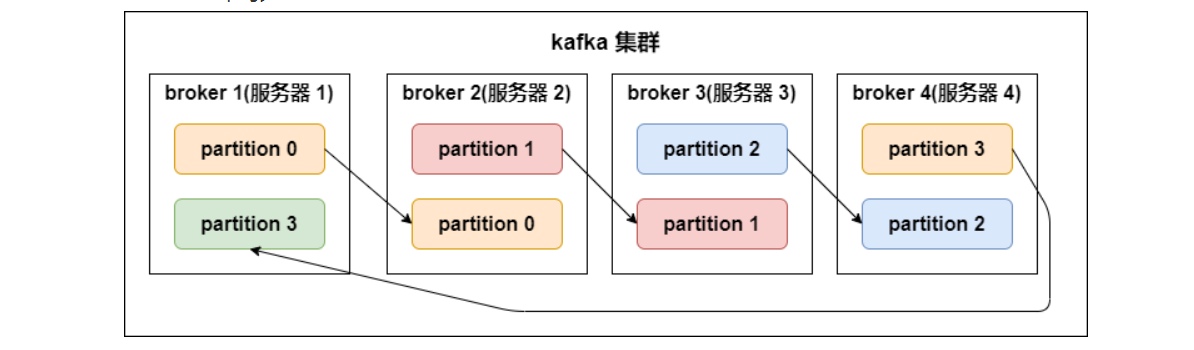 kafka 集群
broker 1(服务器 1)
broker 2(服务器 2)
broker 3(服务器 3)
broker 4(服务器 4)
partition 0
partition 1
partition 2
partition 3
partition 3
partition 0
partition 1
partition 2